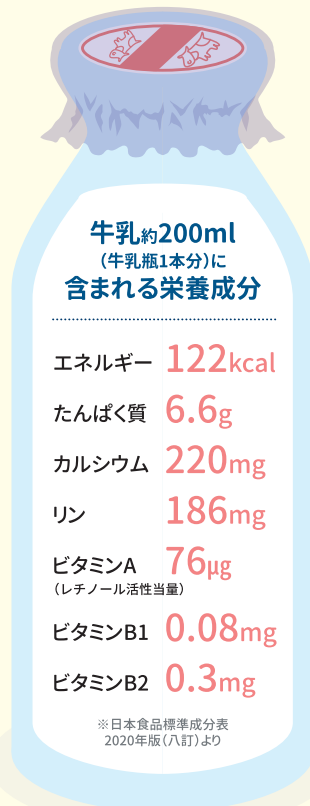 牛乳約200ml
（牛乳瓶1本分）に
含まれる栄養成分
エネルギー 122kcal
たんぱく質 6.6g
カルシウム 220mg
リン 186mg
ビタミンA 76μg
（レチノール活性当量）
ビタミンB1 0.08mg
ビタミンB2 0.3mg
※日本食品標準成分表
2020年版（八訂）より